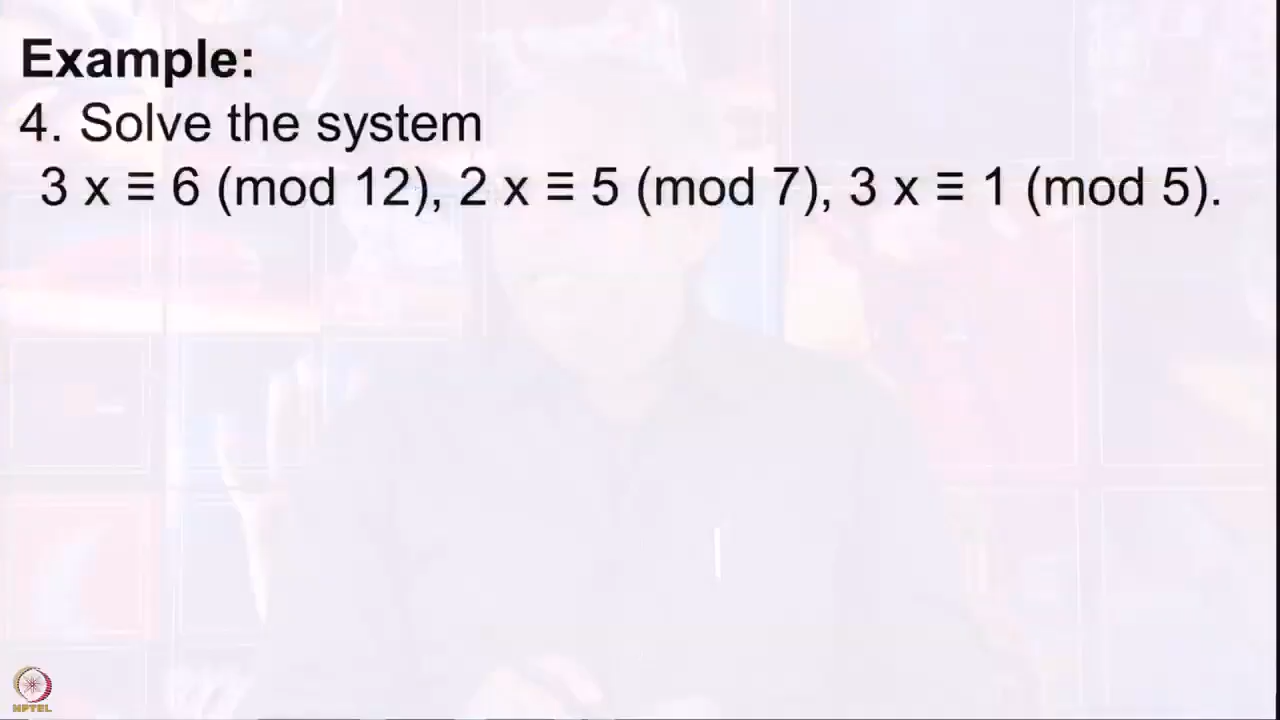 Example:
4. Solve the system
3 x ≡ 6 (mod 12), 2 x ≡ 5 (mod 7), 3 x ≡ 1 (mod 5).
NPTEL